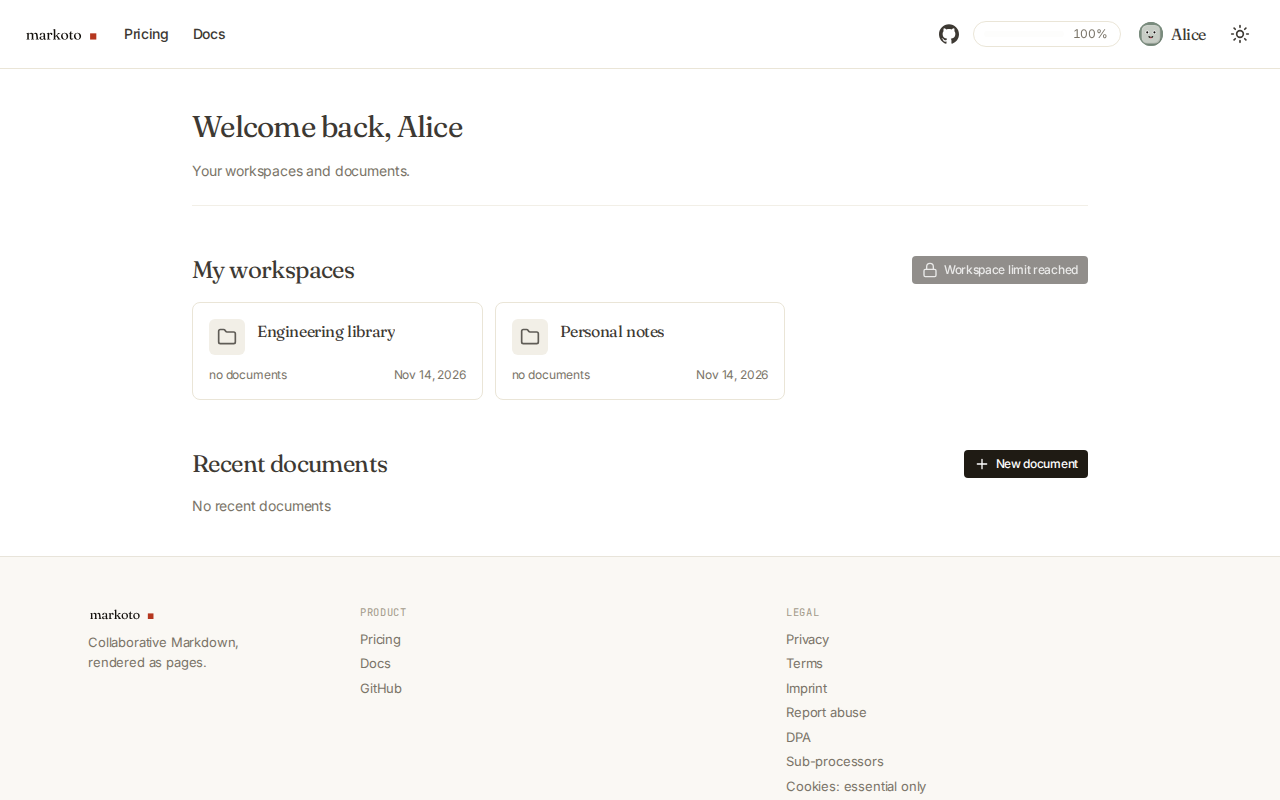 markoto
Pricing
Docs
100%
Alice
Welcome back, Alice
Your workspaces and documents.
My workspaces
Workspace limit reached
Engineering library
no documents
Nov 14, 2026
Personal notes
no documents
Nov 14, 2026
Recent documents
New document
No recent documents
markoto
Collaborative Markdown,
rendered as pages.
PRODUCT
Pricing
Docs
GitHub
LEGAL
Privacy
Terms
Imprint
Report abuse
DPA
Sub-processors
Cookies: essential only